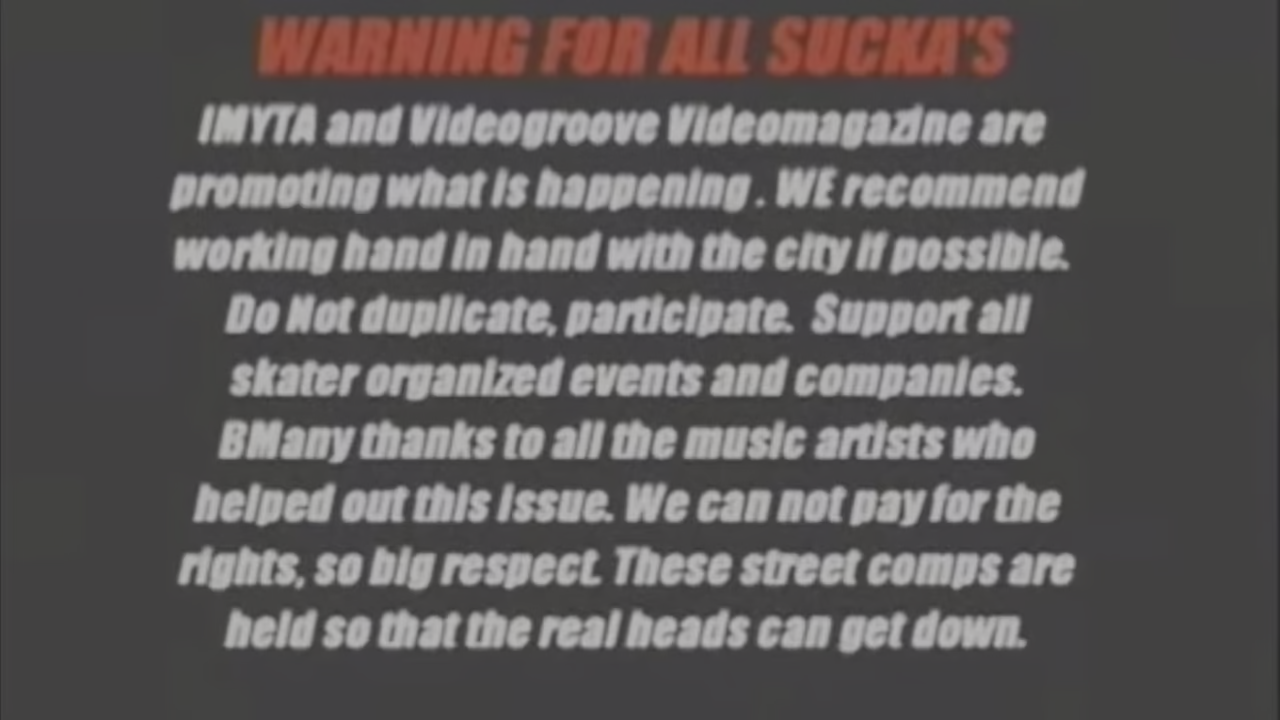 WARNING FOR ALL SUCKA'S
IMYTA and Videogroove Videomagazine are
promoting what is happening . WE recommend
working hand in hand with the city if possible.
Do Not duplicate, participate. Support all
skater organized events and companies.
BMany thanks to all the music artists who
helped out this issue. We can not pay for the
rights, so big respect. These street comps are
held so that the real heads can get down.